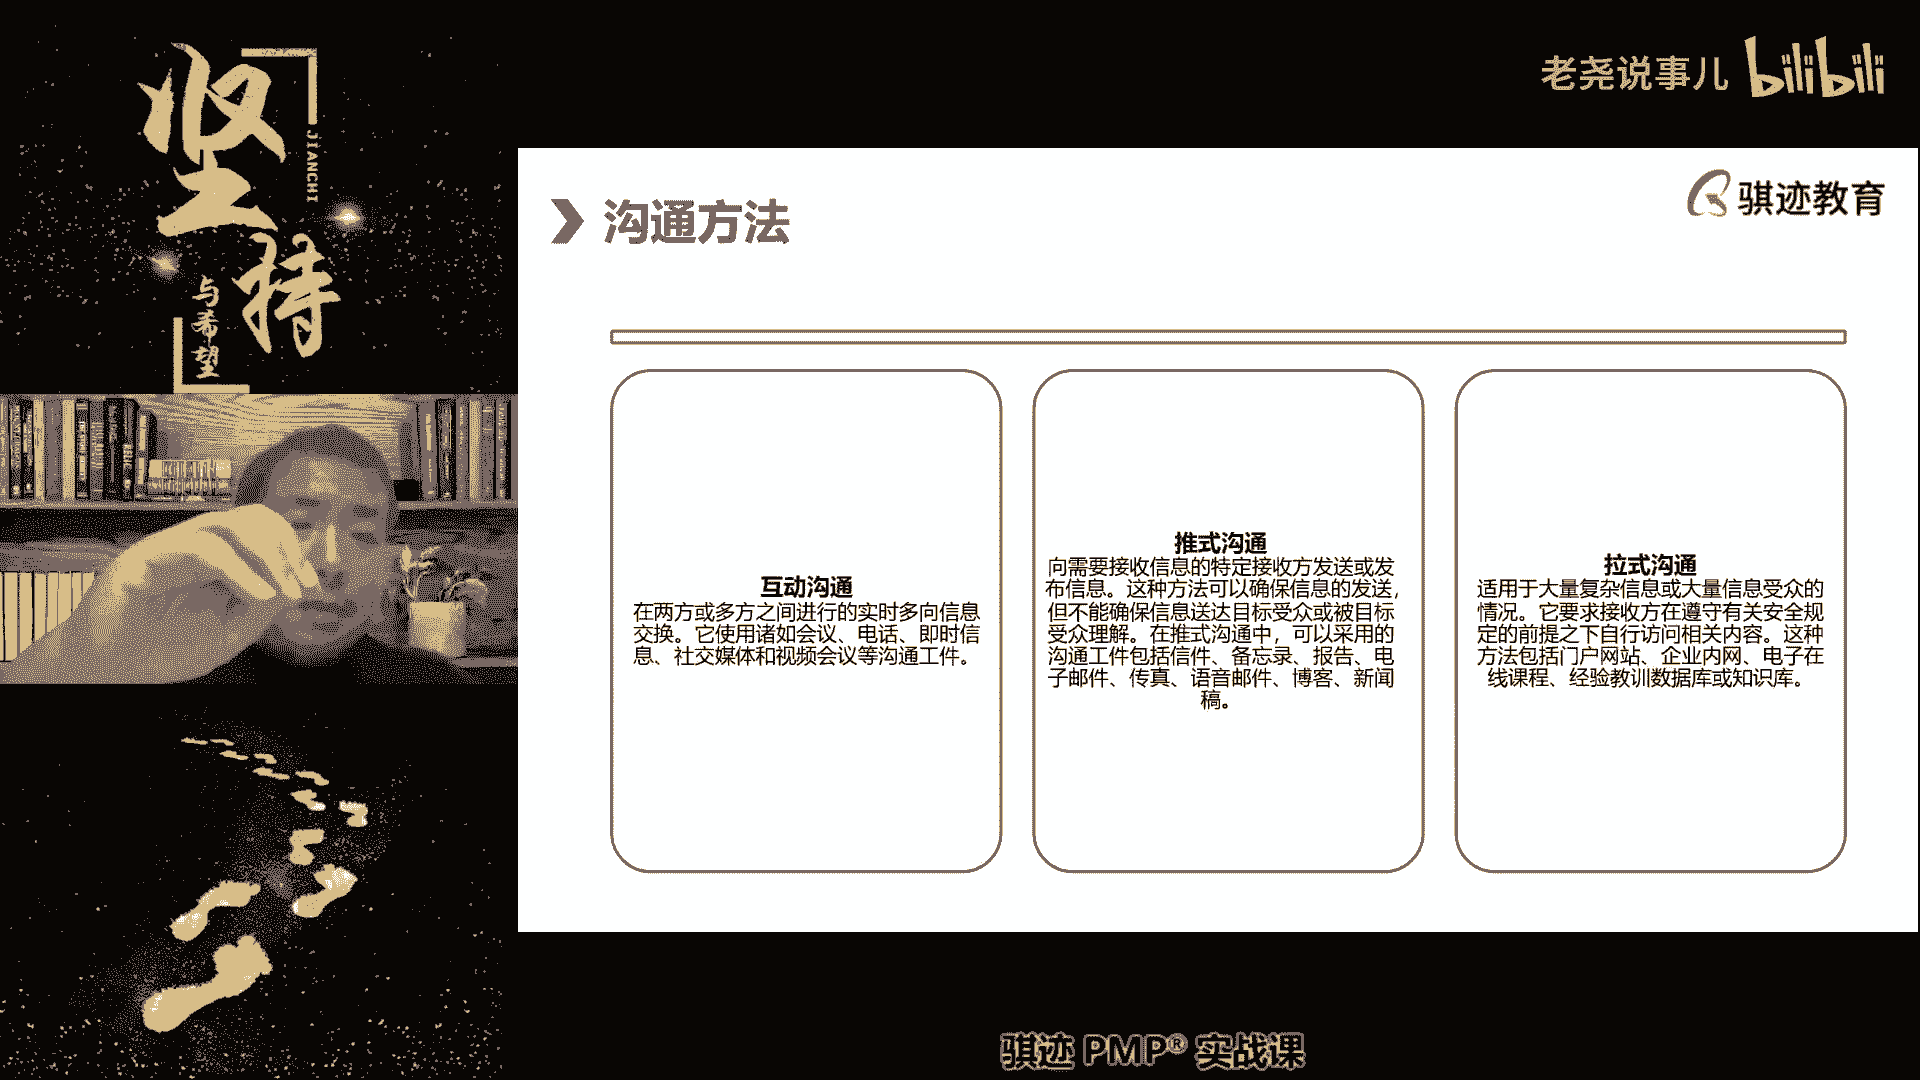 坚持
JIANCHI
与希望
老尧说事儿 bilibili
骐迹教育
沟通方法
互动沟通
在两方或多方之间进行的实时多向信息
交换。它使用诸如会议、电话、即时信
息、社交媒体和视频会议等沟通工件。
推式沟通
向需要接收信息的特定接收方发送或发
布信息。这种方法可以确保信息的发送，
但不能确保信息送达目标受众或被目标
受众理解。在推式沟通中，可以采用的
沟通工件包括信件、备忘录、报告、电
子邮件、传真、语音邮件、博客、新闻
稿。
拉式沟通
适用于大量复杂信息或大量信息受众的
情况。它要求接收方在遵守有关安全规
定的前提之下自行访问相关内容。这种
方法包括门户网站、企业内网、电子在
线课程、经验教训数据库或知识库。
骐迹 PMP® 实战课